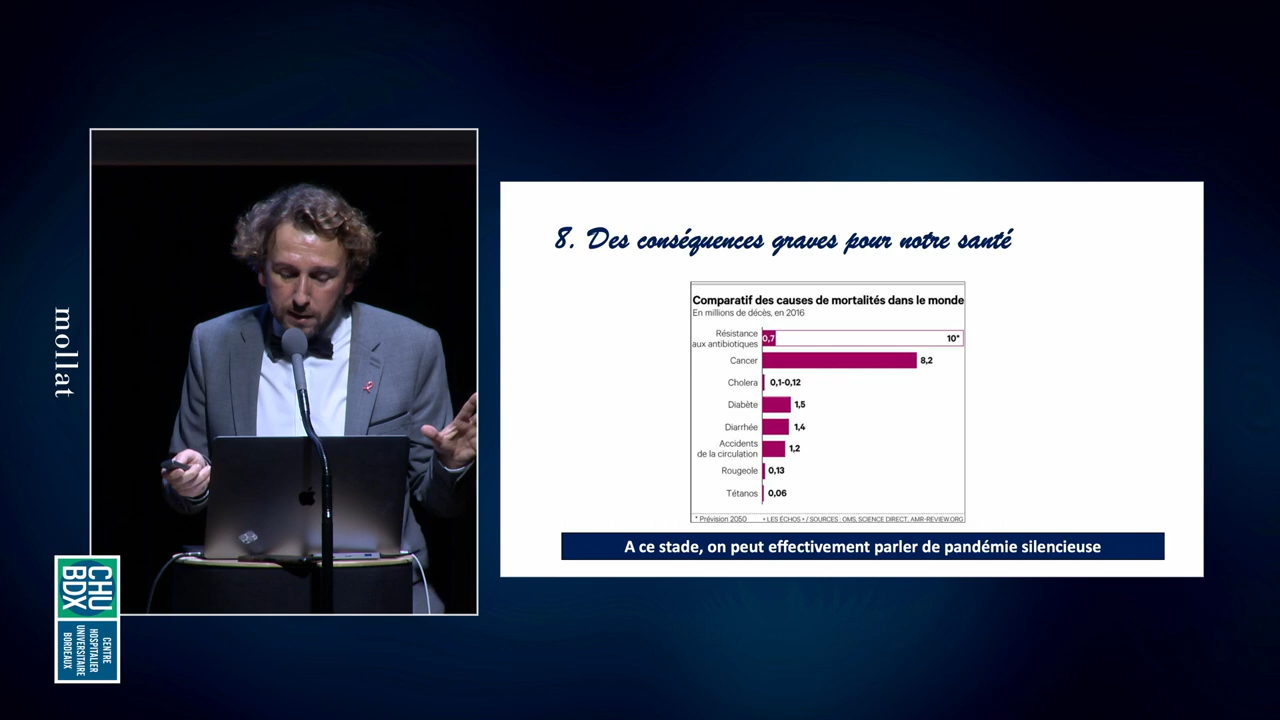 mollat
CHU
BDX
CENTRE
HOSPITALIER
UNIVERSITAIRE
BORDEAUX
8. Des conséquences graves pour notre santé
Comparatif des causes de mortalités dans le monde
En millions de décès, en 2016
Résistance
aux antibiotiques 0,7 10*
Cancer 8,2
Cholera 0,1-0,12
Diabète 1,5
Diarrhée 1,4
Accidents
de la circulation 1,2
Rougeole 0,13
Tétanos 0,06
* Prévision 2050 « LES ÉCHOS » / SOURCES : OMS, SCIENCE DIRECT, AMR-REVIEW.ORG
A ce stade, on peut effectivement parler de pandémie silencieuse